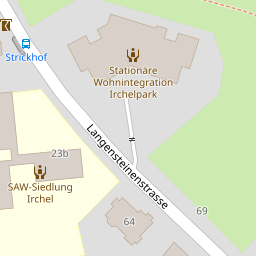 Strickhof
Stationäre
Wohnintegration
Irchelpark
Langensteinenstrasse
23b
SAW-Siedlung
Irchel
69
64